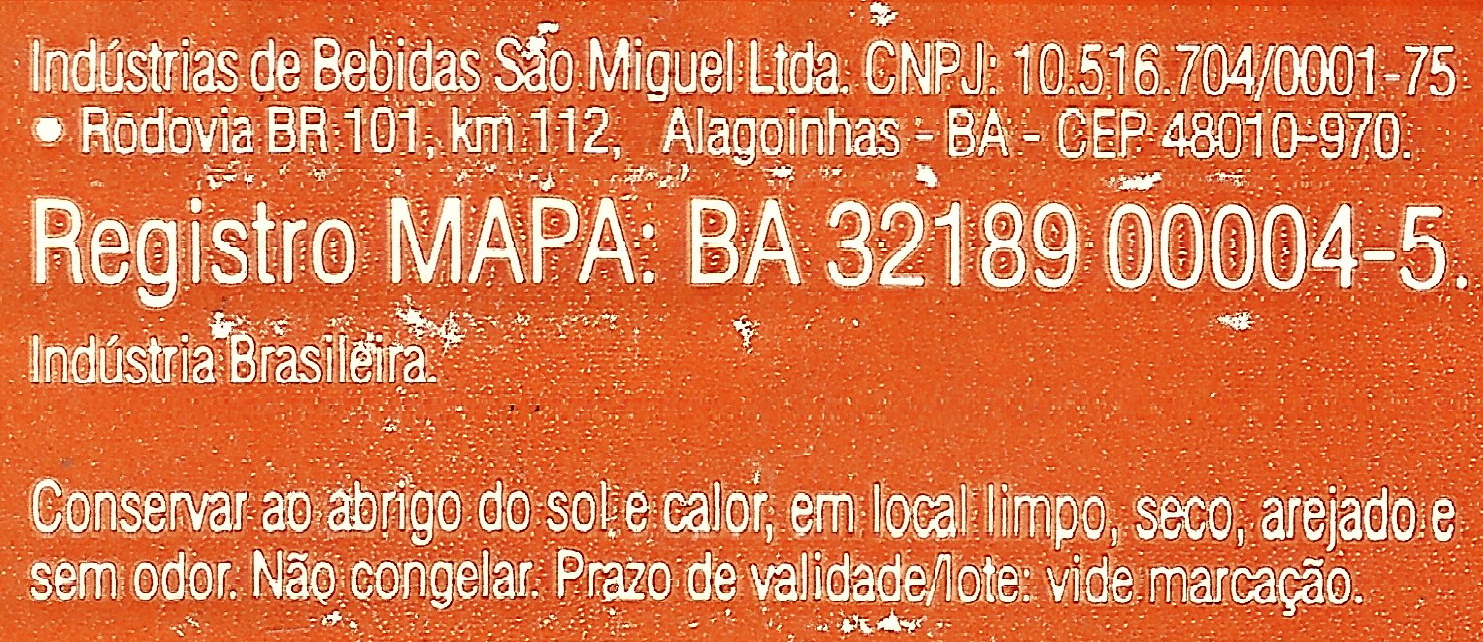 Indústrias de Bebidas São Miguel Ltda. CNPJ: 10.516.704/0001-75
• Rodovia BR 101, km 112, Alagoinhas - BA - CEP 48010-970.
Registro MAPA: BA 32189 00004-5.
Indústria Brasileira.
Conservar ao abrigo do sol e calor, em local limpo, seco, arejado e
sem odor. Não congelar. Prazo de validade/lote: vide marcação.